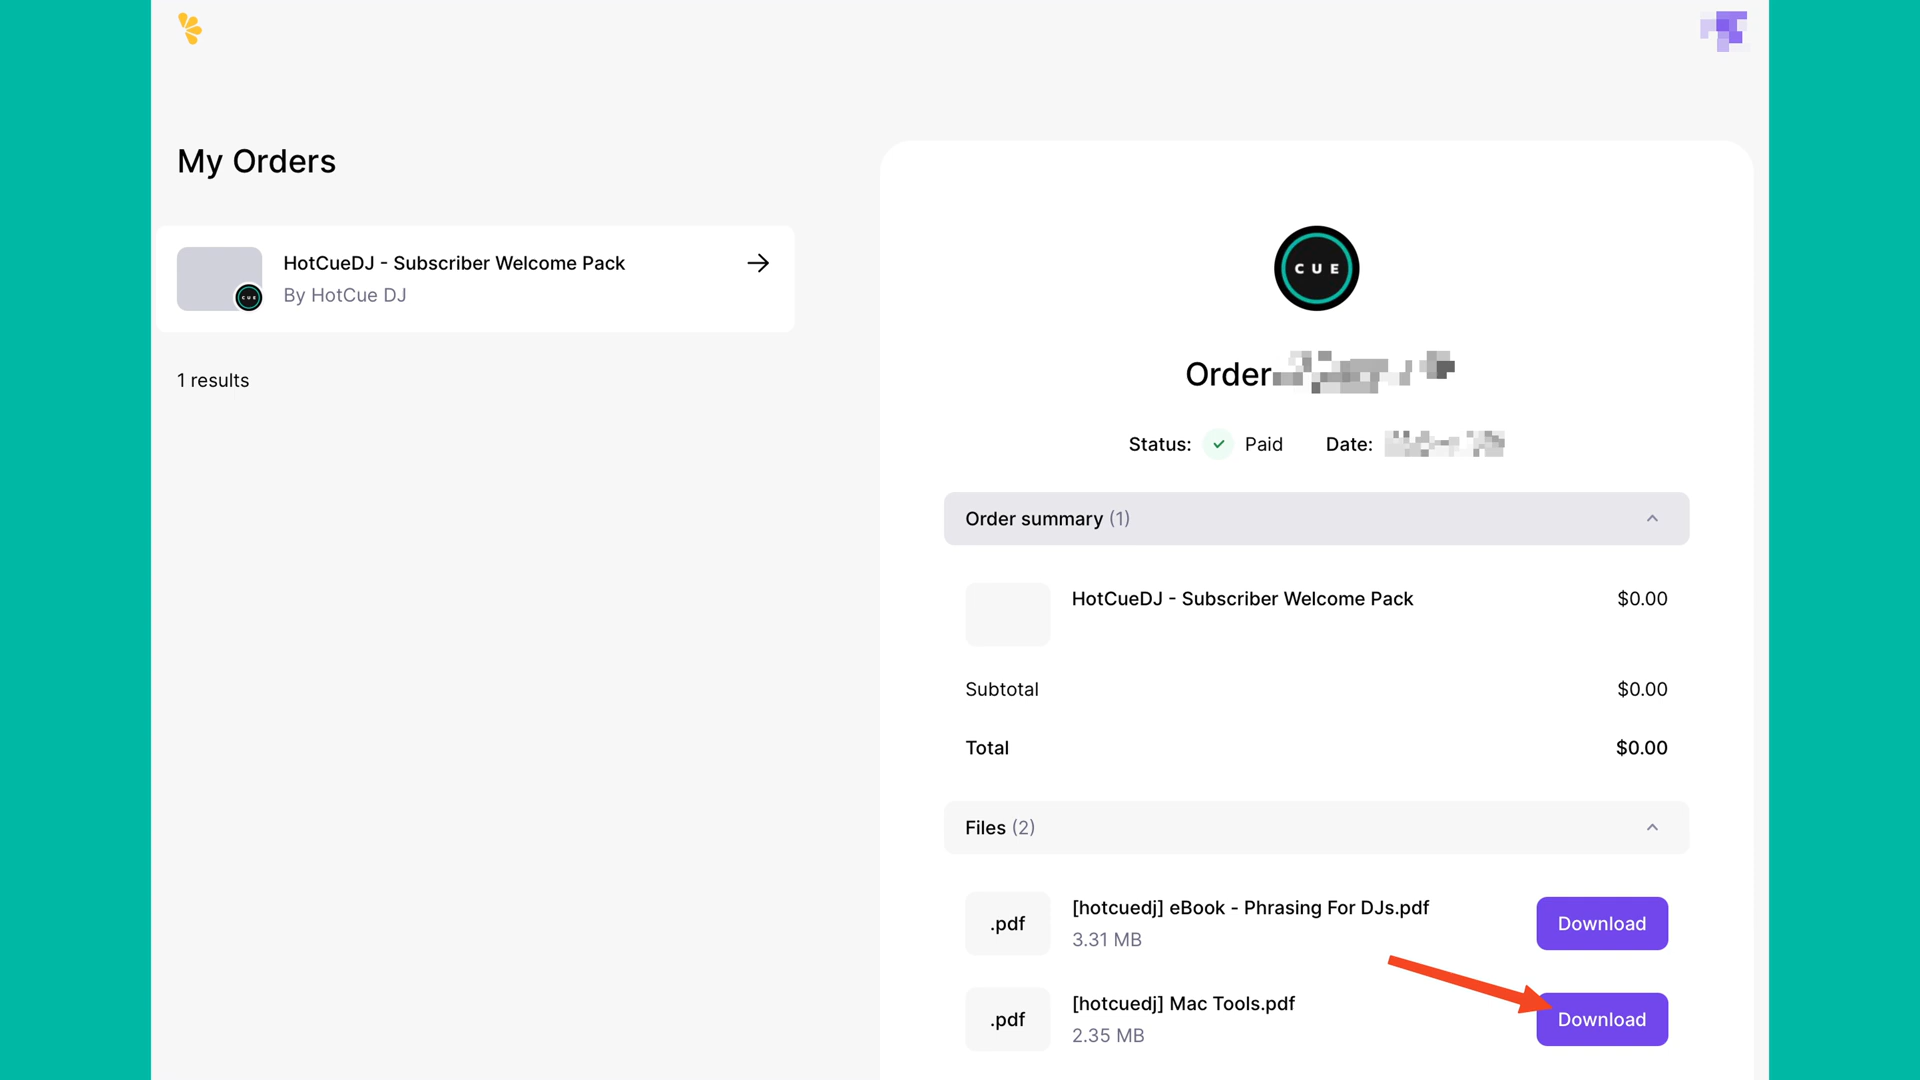 My Orders
HotCueDJ - Subscriber Welcome Pack
By HotCue DJ
CUE
1 results
CUE
Order
Status: Paid Date:
Order summary (1)
HotCueDJ - Subscriber Welcome Pack $0.00
Subtotal $0.00
Total $0.00
Files (2)
.pdf [hotcuedj] eBook - Phrasing For DJs.pdf Download
3.31 MB
.pdf [hotcuedj] Mac Tools.pdf Download
2.35 MB